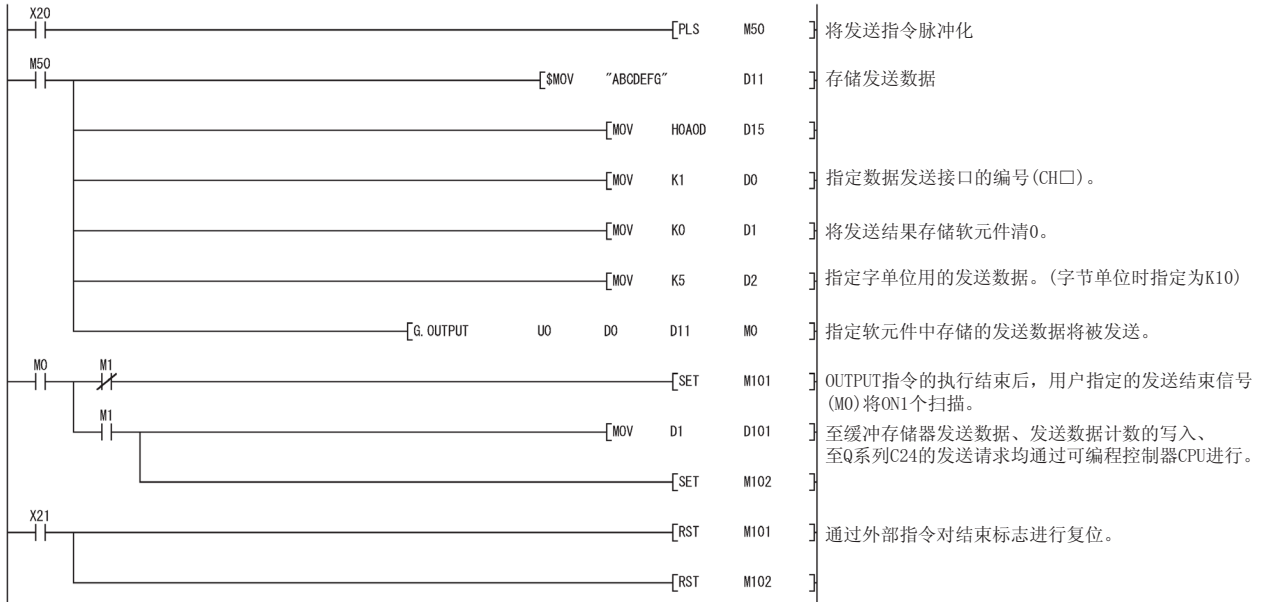 X20
PLS M50 将发送指令脉冲化
M50
$MOV "ABCDEFG" D11 存储发送数据
MOV H0A0D D15
MOV K1 D0 指定数据发送接口的编号(CH□)。
MOV K0 D1 将发送结果存储软元件清0。
MOV K5 D2 指定字单位用的发送数据。(字节单位时指定为K10)
G.OUTPUT U0 D0 D11 M0 指定软元件中存储的发送数据将被发送。
M0 M1
SET M101 OUTPUT指令的执行结束后，用户指定的发送结束信号
(M0)将ON1个扫描。
M1
MOV D1 D101 至缓冲存储器发送数据、发送数据计数的写入、
至Q系列C24的发送请求均通过可编程控制器CPU进行。
SET M102
X21
RST M101 通过外部指令对结束标志进行复位。
RST M102